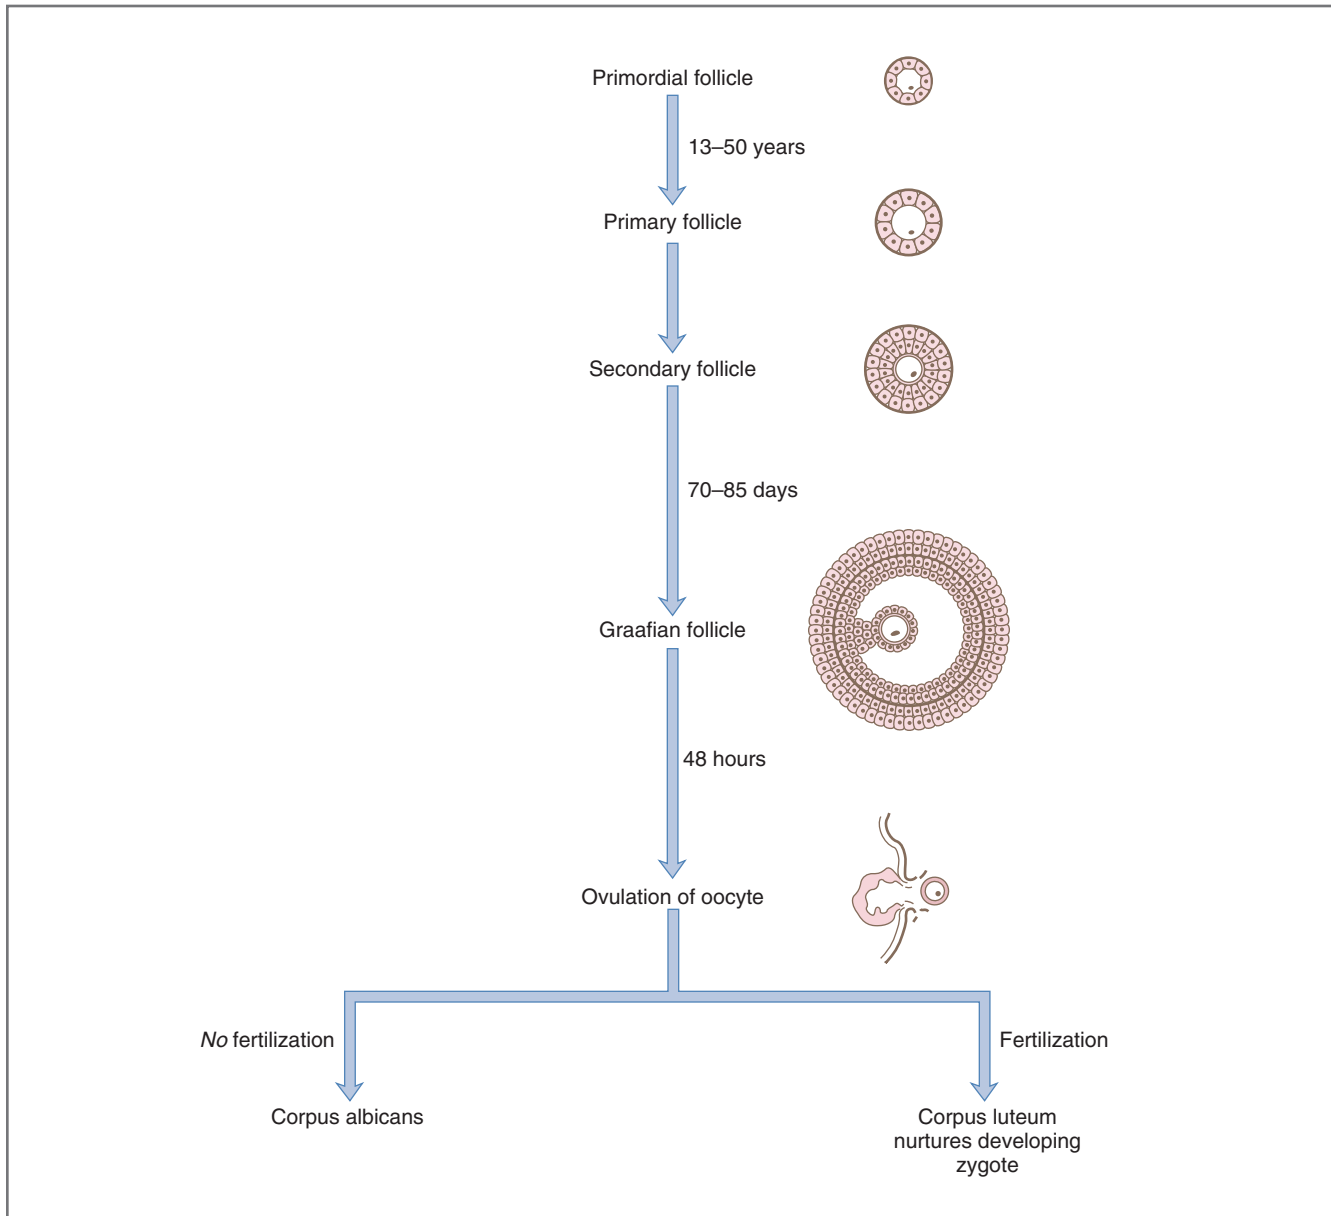 Primordial follicle
13–50 years
Primary follicle
Secondary follicle
70–85 days
Graafian follicle
48 hours
Ovulation of oocyte
No fertilization
Fertilization
Corpus albicans
Corpus luteum
nurtures developing
zygote